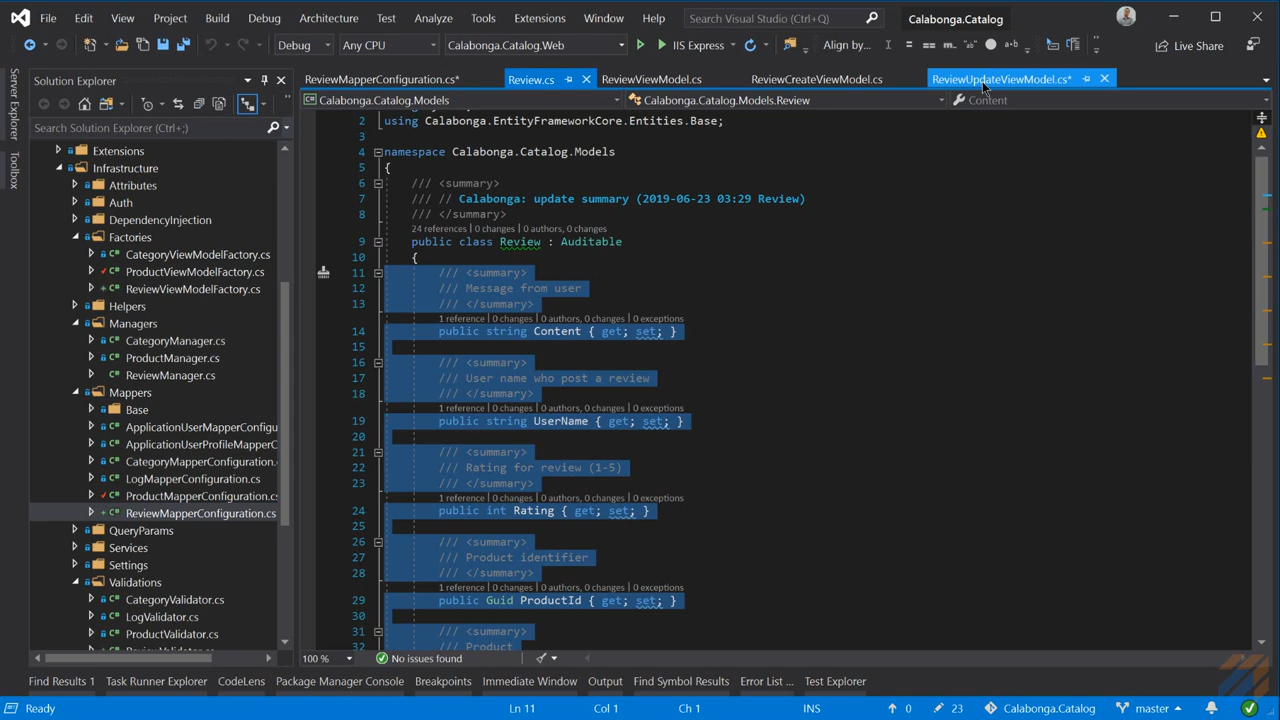 File Edit View Project Build Debug Architecture Test Analyze Tools Extensions Window Help Search Visual Studio (Ctrl+Q) Calabonga.Catalog
Debug Any CPU Calabonga.Catalog.Web IIS Express Align by... Live Share
Server Explorer
Toolbox
Solution Explorer
Search Solution Explorer (Ctrl+;)
Extensions
Infrastructure
Attributes
Auth
DependencyInjection
Factories
CategoryViewModelFactory.cs
ProductViewModelFactory.cs
ReviewViewModelFactory.cs
Helpers
Managers
CategoryManager.cs
ProductManager.cs
ReviewManager.cs
Mappers
Base
ApplicationUserMapperConfigu
ApplicationUserProfileMapperC
CategoryMapperConfiguration.
LogMapperConfiguration.cs
ProductMapperConfiguration.cs
ReviewMapperConfiguration.cs
QueryParams
Services
Settings
Validations
CategoryValidator.cs
LogValidator.cs
ProductValidator.cs
ReviewMapperConfiguration.cs* Review.cs ReviewViewModel.cs ReviewCreateViewModel.cs ReviewUpdateViewModel.cs*
Calabonga.Catalog.Models Calabonga.Catalog.Models.Review Content
2 using Calabonga.EntityFrameworkCore.Entities.Base;
3
4 namespace Calabonga.Catalog.Models
5 {
6 /// <summary>
7 /// // Calabonga: update summary (2019-06-23 03:29 Review)
8 /// </summary>
24 references | 0 changes | 0 authors, 0 changes
9 public class Review : Auditable
10 {
11 /// <summary>
12 /// Message from user
13 /// </summary>
1 reference | 0 changes | 0 authors, 0 changes | 0 exceptions
14 public string Content { get; set; }
15
16 /// <summary>
17 /// User name who post a review
18 /// </summary>
1 reference | 0 changes | 0 authors, 0 changes | 0 exceptions
19 public string UserName { get; set; }
20
21 /// <summary>
22 /// Rating for review (1-5)
23 /// </summary>
1 reference | 0 changes | 0 authors, 0 changes | 0 exceptions
24 public int Rating { get; set; }
25
26 /// <summary>
27 /// Product identifier
28 /// </summary>
1 reference | 0 changes | 0 authors, 0 changes | 0 exceptions
29 public Guid ProductId { get; set; }
30
31 /// <summary>
32 /// Product
100 % No issues found
Find Results 1 Task Runner Explorer CodeLens Package Manager Console Breakpoints Immediate Window Output Find Symbol Results Error List ... Test Explorer
Ready Ln 11 Col 1 Ch 1 INS 0 23 Calabonga.Catalog master